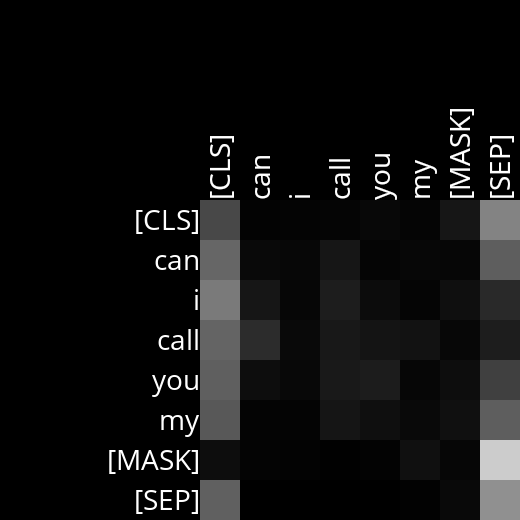 [CLS] can i call you my [MASK] [SEP]
[CLS]
can
i
call
you
my
[MASK]
[SEP]